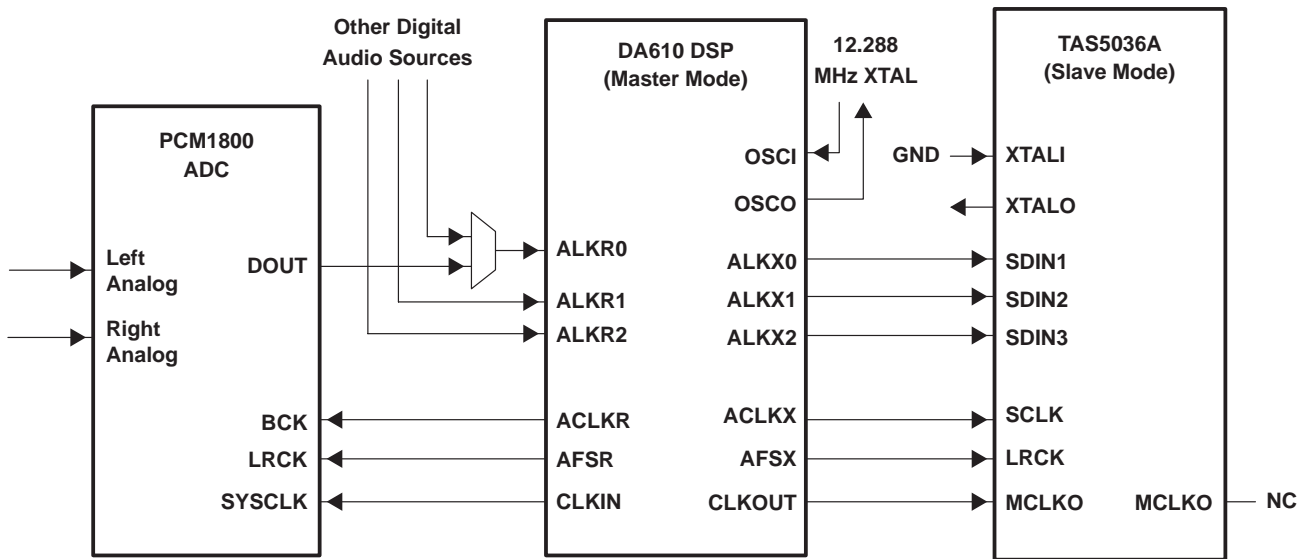 Other Digital
Audio Sources
PCM1800
ADC
Left
Analog
Right
Analog
DOUT
BCK
LRCK
SYSCLK
DA610 DSP
(Master Mode)
ALKR0
ALKR1
ALKR2
ACLKR
AFSR
CLKIN
OSCI
OSCO
ALKX0
ALKX1
ALKX2
ACLKX
AFSX
CLKOUT
12.288
MHz XTAL
GND
TAS5036A
(Slave Mode)
XTALI
XTALO
SDIN1
SDIN2
SDIN3
SCLK
LRCK
MCLKO
MCLKO
NC